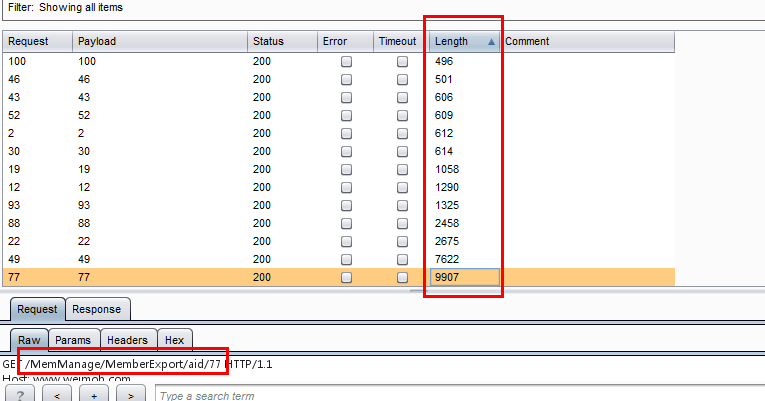 Filter: Showing all items
Request Payload Status Error Timeout Length Comment
100 100 200 496
46 46 200 501
43 43 200 606
52 52 200 609
2 2 200 612
30 30 200 614
19 19 200 1058
12 12 200 1290
93 93 200 1325
88 88 200 2458
22 22 200 2675
49 49 200 7622
77 77 200 9907
Request Response
Raw Params Headers Hex
GET /MemManage/MemberExport/aid/77 HTTP/1.1
Host: www.weimob.com
? < + > Type a search term